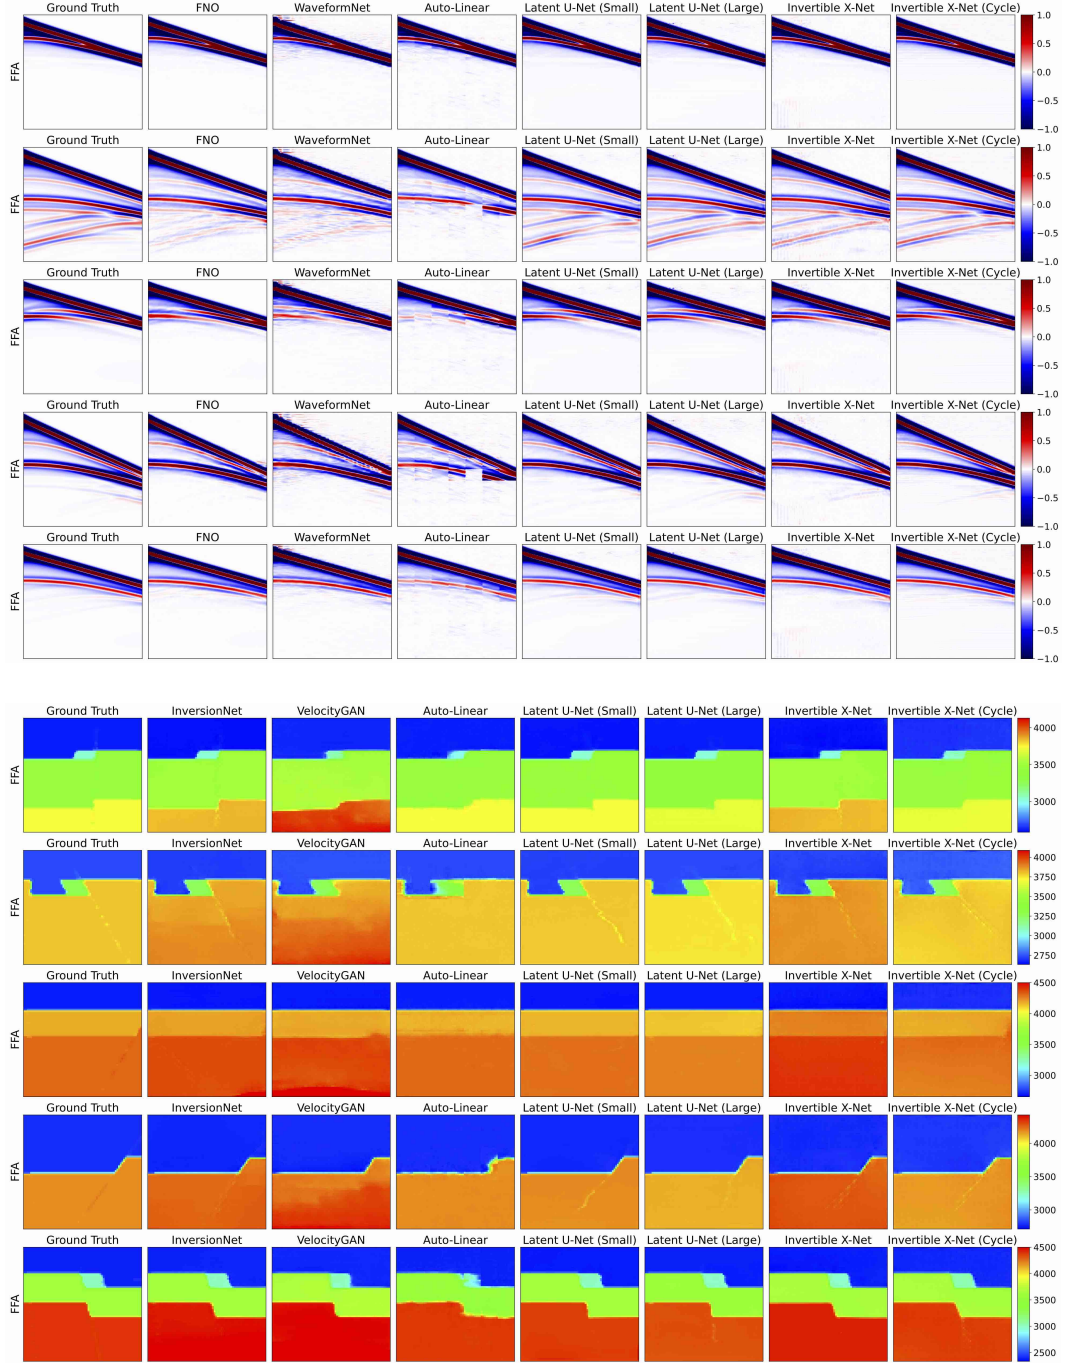 Ground Truth FNO WaveformNet Auto-Linear Latent U-Net (Small) Latent U-Net (Large) Invertible X-Net Invertible X-Net (Cycle)
FFA
1.0
0.5
0.0
−0.5
−1.0
Ground Truth FNO WaveformNet Auto-Linear Latent U-Net (Small) Latent U-Net (Large) Invertible X-Net Invertible X-Net (Cycle)
FFA
1.0
0.5
0.0
−0.5
−1.0
Ground Truth FNO WaveformNet Auto-Linear Latent U-Net (Small) Latent U-Net (Large) Invertible X-Net Invertible X-Net (Cycle)
FFA
1.0
0.5
0.0
−0.5
−1.0
Ground Truth FNO WaveformNet Auto-Linear Latent U-Net (Small) Latent U-Net (Large) Invertible X-Net Invertible X-Net (Cycle)
FFA
1.0
0.5
0.0
−0.5
−1.0
Ground Truth FNO WaveformNet Auto-Linear Latent U-Net (Small) Latent U-Net (Large) Invertible X-Net Invertible X-Net (Cycle)
FFA
1.0
0.5
0.0
−0.5
−1.0
Ground Truth InversionNet VelocityGAN Auto-Linear Latent U-Net (Small) Latent U-Net (Large) Invertible X-Net Invertible X-Net (Cycle)
FFA
4000
3500
3000
Ground Truth InversionNet VelocityGAN Auto-Linear Latent U-Net (Small) Latent U-Net (Large) Invertible X-Net Invertible X-Net (Cycle)
FFA
4000
3750
3500
3250
3000
2750
Ground Truth InversionNet VelocityGAN Auto-Linear Latent U-Net (Small) Latent U-Net (Large) Invertible X-Net Invertible X-Net (Cycle)
FFA
4500
4000
3500
3000
Ground Truth InversionNet VelocityGAN Auto-Linear Latent U-Net (Small) Latent U-Net (Large) Invertible X-Net Invertible X-Net (Cycle)
FFA
4000
3500
3000
Ground Truth InversionNet VelocityGAN Auto-Linear Latent U-Net (Small) Latent U-Net (Large) Invertible X-Net Invertible X-Net (Cycle)
FFA
4500
4000
3500
3000
2500